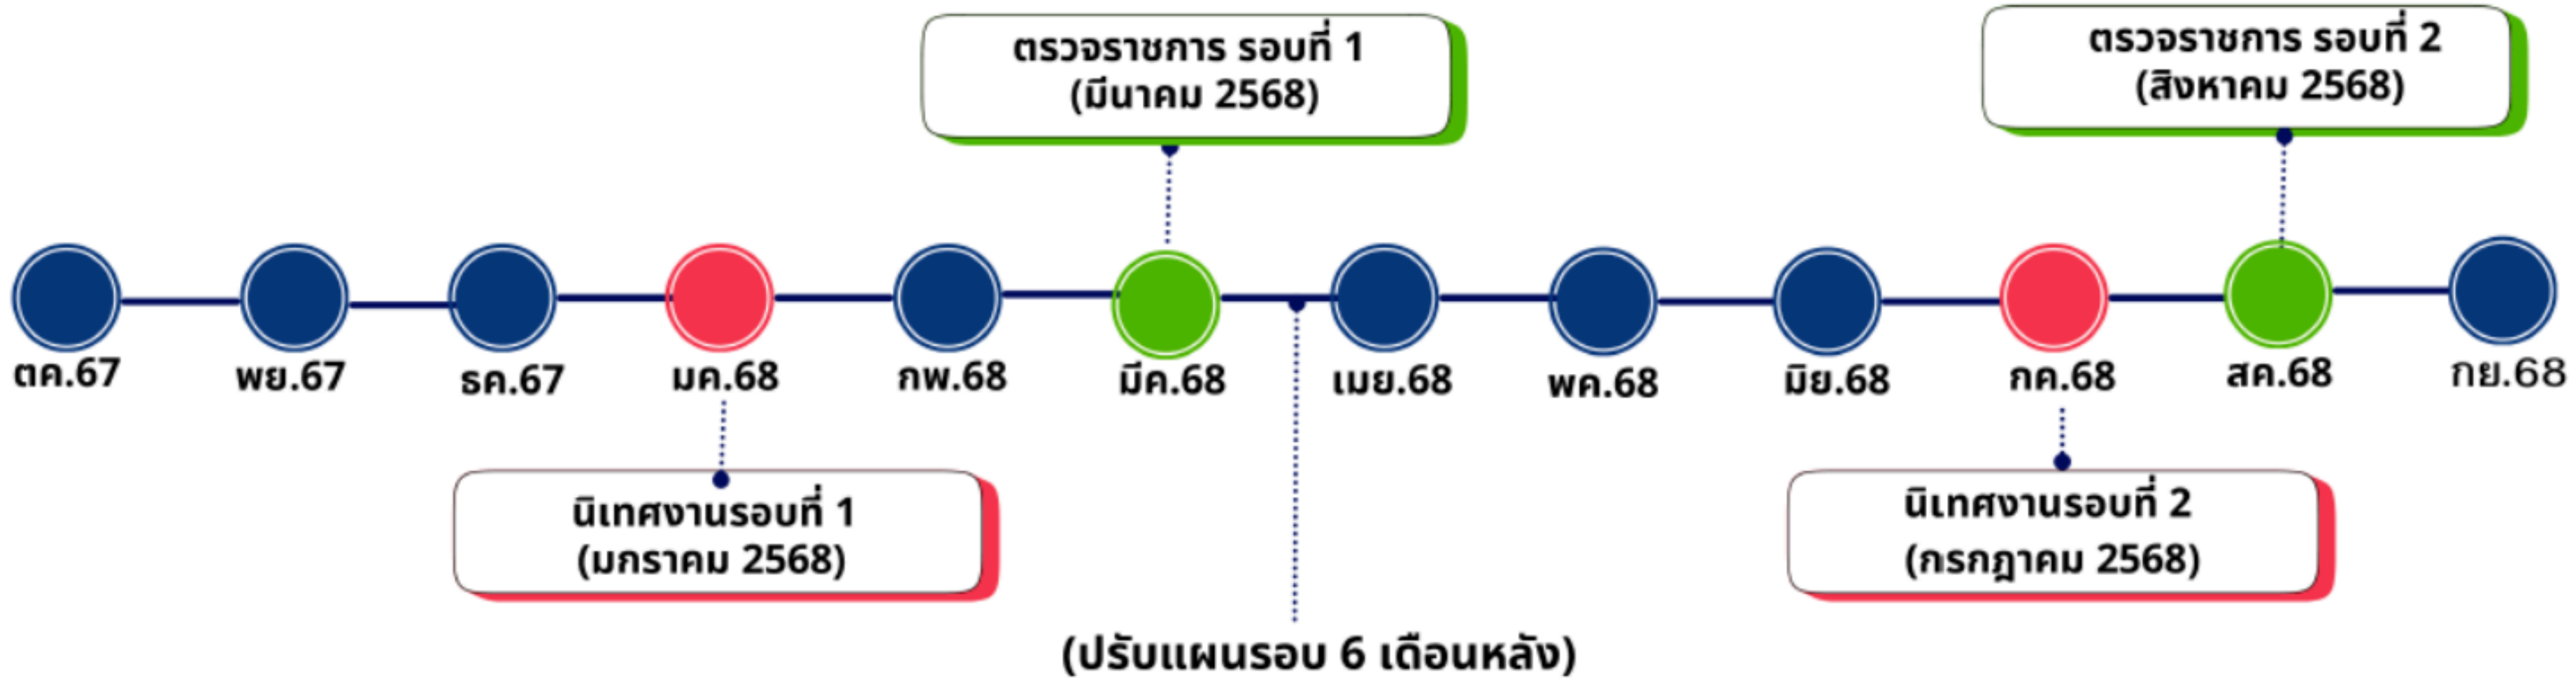 ตรวจราชการ รอบที่ 1
(มีนาคม 2568)
ตรวจราชการ รอบที่ 2
(สิงหาคม 2568)
ตค.67
พย.67
ธค.67
มค.68
กพ.68
มีค.68
เมย.68
พค.68
มิย.68
กค.68
สค.68
กย.68
นิเทศงานรอบที่ 1
(มกราคม 2568)
นิเทศงานรอบที่ 2
(กรกฎาคม 2568)
(ปรับแผนรอบ 6 เดือนหลัง)